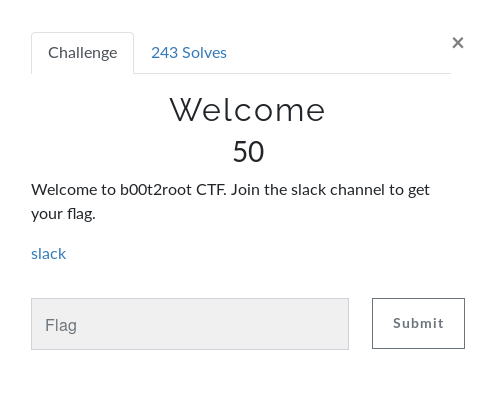 Challenge
243 Solves
×
Welcome
50
Welcome to b00t2root CTF. Join the slack channel to get
your flag.
slack
Flag
Submit